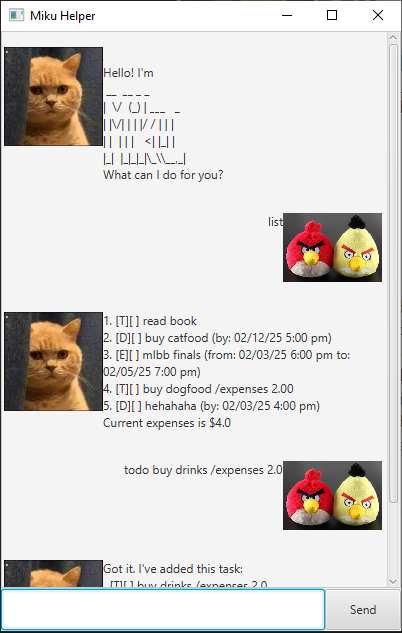 Miku Helper
Hello! I'm
 __  __ _ _
|  \/  (_) | ___   _
| |\/| | | |/ / | | |
| |  | | |   <| |_| |
|_|  |_|_|_|\_\\__,_|
What can I do for you?
list
1. [T][ ] read book
2. [D][ ] buy catfood (by: 02/12/25 5:00 pm)
3. [E][ ] mlbb finals (from: 02/03/25 6:00 pm to:
02/05/25 7:00 pm)
4. [T][ ] buy dogfood /expenses 2.00
5. [D][ ] hehahaha (by: 02/03/25 4:00 pm)
Current expenses is $4.0
todo buy drinks /expenses 2.0
Got it. I've added this task:
[T][ ] buy drinks /expenses 2.0
Send